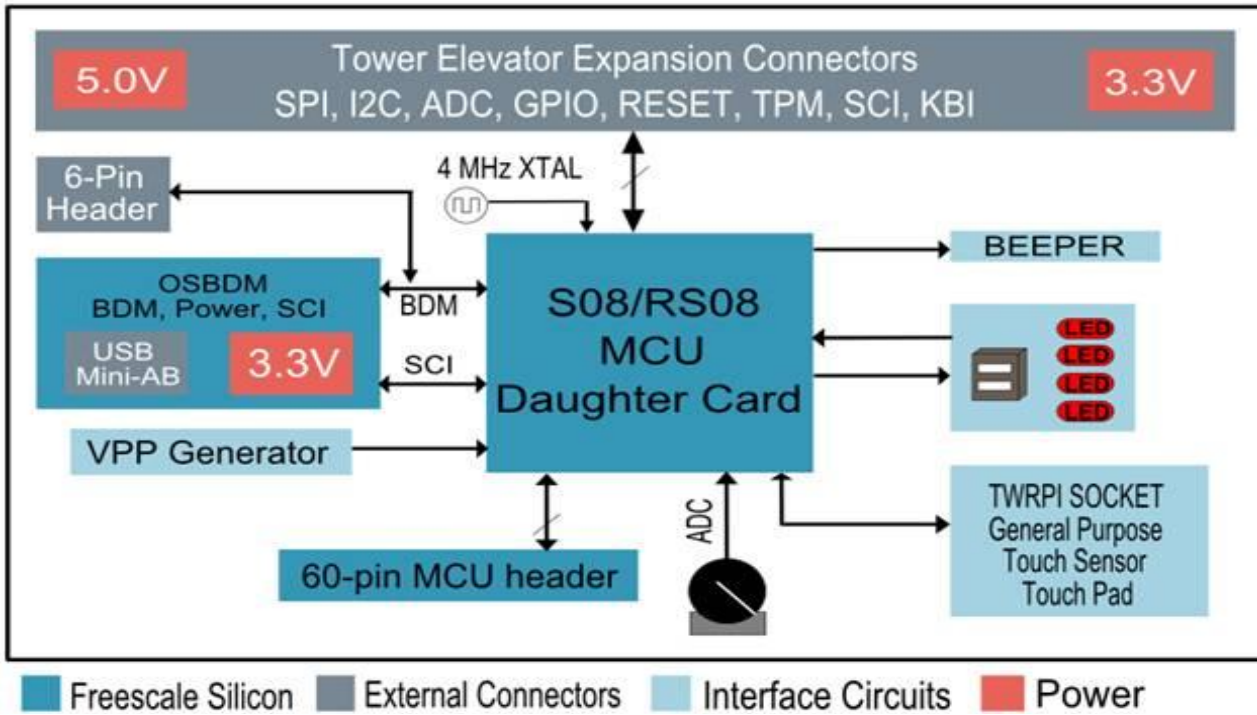 5.0V
Tower Elevator Expansion Connectors
SPI, I2C, ADC, GPIO, RESET, TPM, SCI, KBI
3.3V
6-Pin
Header
4 MHz XTAL
OSBDM
BDM, Power, SCI
USB
Mini-AB
3.3V
BDM
SCI
S08/RS08
MCU
Daughter Card
BEEPER
LED
LED
LED
LED
VPP Generator
60-pin MCU header
ADC
TWRPI SOCKET
General Purpose
Touch Sensor
Touch Pad
Freescale Silicon
External Connectors
Interface Circuits
Power